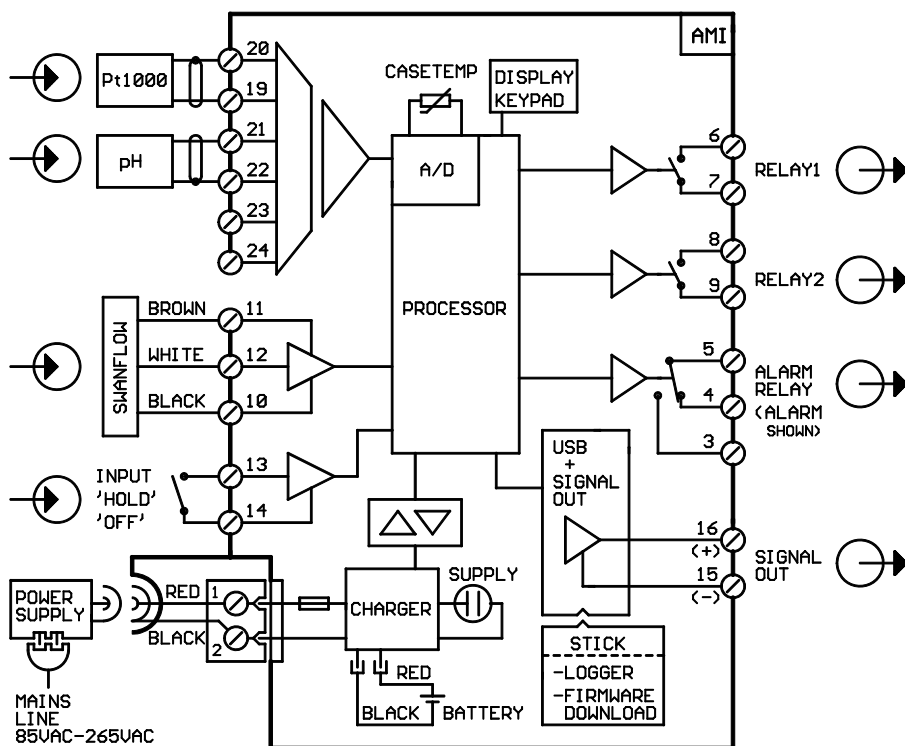 AMI
20
Pt1000
19
CASETEMP
DISPLAY
KEYPAD
21
pH
22
A/D
23
24
6
RELAY1
7
8
RELAY2
9
PROCESSOR
SWANFLOW
BROWN
11
WHITE
12
BLACK
10
5
ALARM
RELAY
4
(ALARM
SHOWN)
3
INPUT
'HOLD'
'OFF'
13
14
USB
+
SIGNAL
OUT
16
(+)
SIGNAL
OUT
15
(-)
POWER
SUPPLY
RED
1
BLACK
2
CHARGER
SUPPLY
RED
BLACK
BATTERY
STICK
-LOGGER
-FIRMWARE
DOWNLOAD
MAINS
LINE
85VAC-265VAC